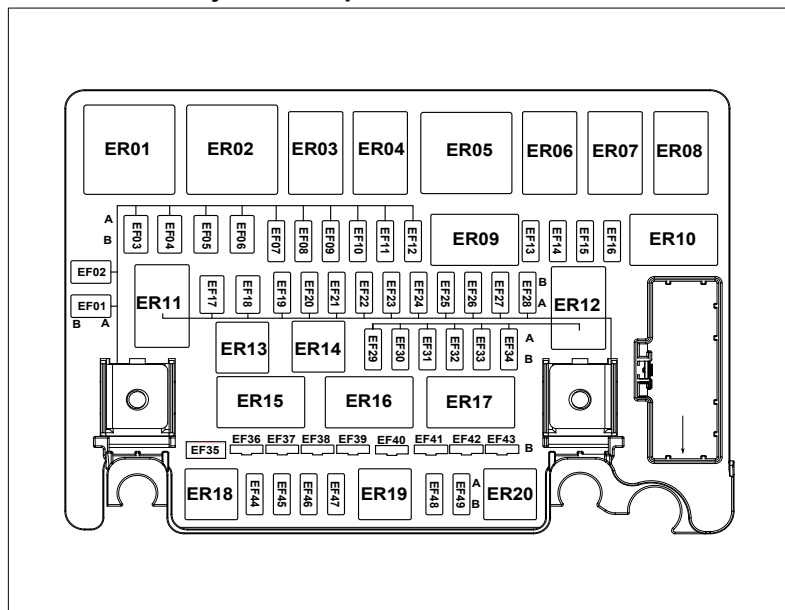 ER01 ER02 ER03 ER04 ER05 ER06 ER07 ER08
A
B
EF03 EF04 EF05 EF06 EF07 EF08 EF09 EF10 EF11 EF12 ER09 EF13 EF14 EF15 EF16 ER10
EF02
EF01
B A
ER11 EF17 EF18 EF19 EF20 EF21 EF22 EF23 EF24 EF25 EF26 EF27 EF28 B
A ER12
ER13 ER14 EF29 EF30 EF31 EF32 EF33 EF34 A
B
ER15 ER16 ER17
EF35 EF36 EF37 EF38 EF39 EF40 EF41 EF42 EF43 B
ER18 EF44 EF45 EF46 EF47 ER19 EF48 EF49 A
B ER20